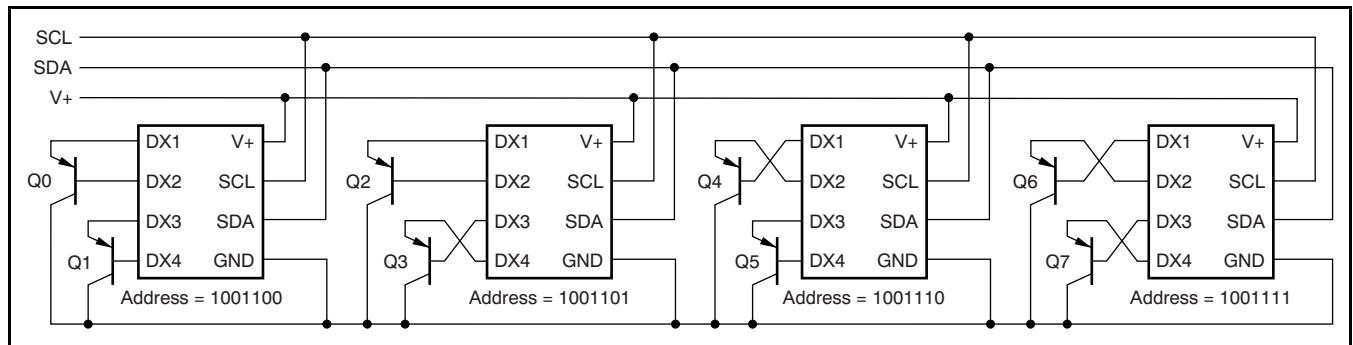 SCL
SDA
V+
DX1 V+
DX2 SCL
DX3 SDA
DX4 GND
Q0
Q1
Address = 1001100
DX1 V+
DX2 SCL
DX3 SDA
DX4 GND
Q2
Q3
Address = 1001101
DX1 V+
DX2 SCL
DX3 SDA
DX4 GND
Q4
Q5
Address = 1001110
DX1 V+
DX2 SCL
DX3 SDA
DX4 GND
Q6
Q7
Address = 1001111